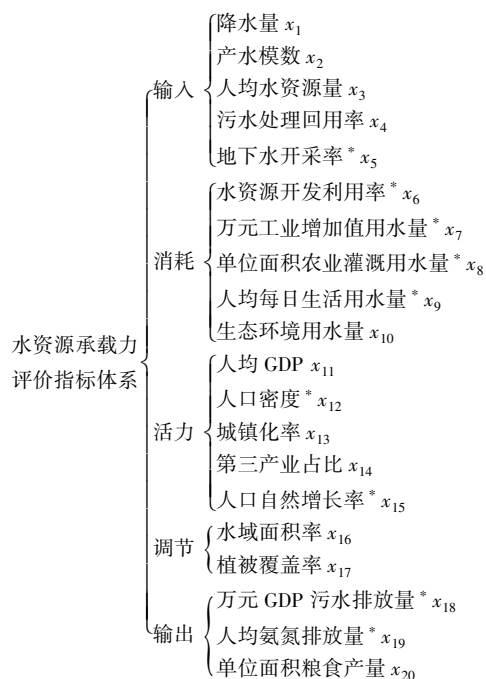 降水量 x₁
产水模数 x₂
输入
人均水资源量 x₃
污水处理回用率 x₄
地下水开采率* x₅
水资源开发利用率* x₆
万元工业增加值用水量* x₇
消耗
单位面积农业灌溉用水量* x₈
人均每日生活用水量* x₉
生态环境用水量 x₁₀
水资源承载力
评价指标体系
人均 GDP x₁₁
人口密度* x₁₂
活力
城镇化率 x₁₃
第三产业占比 x₁₄
人口自然增长率* x₁₅
调节
水域面积率 x₁₆
植被覆盖率 x₁₇
万元 GDP 污水排放量* x₁₈
输出
人均氨氮排放量* x₁₉
单位面积粮食产量 x₂₀